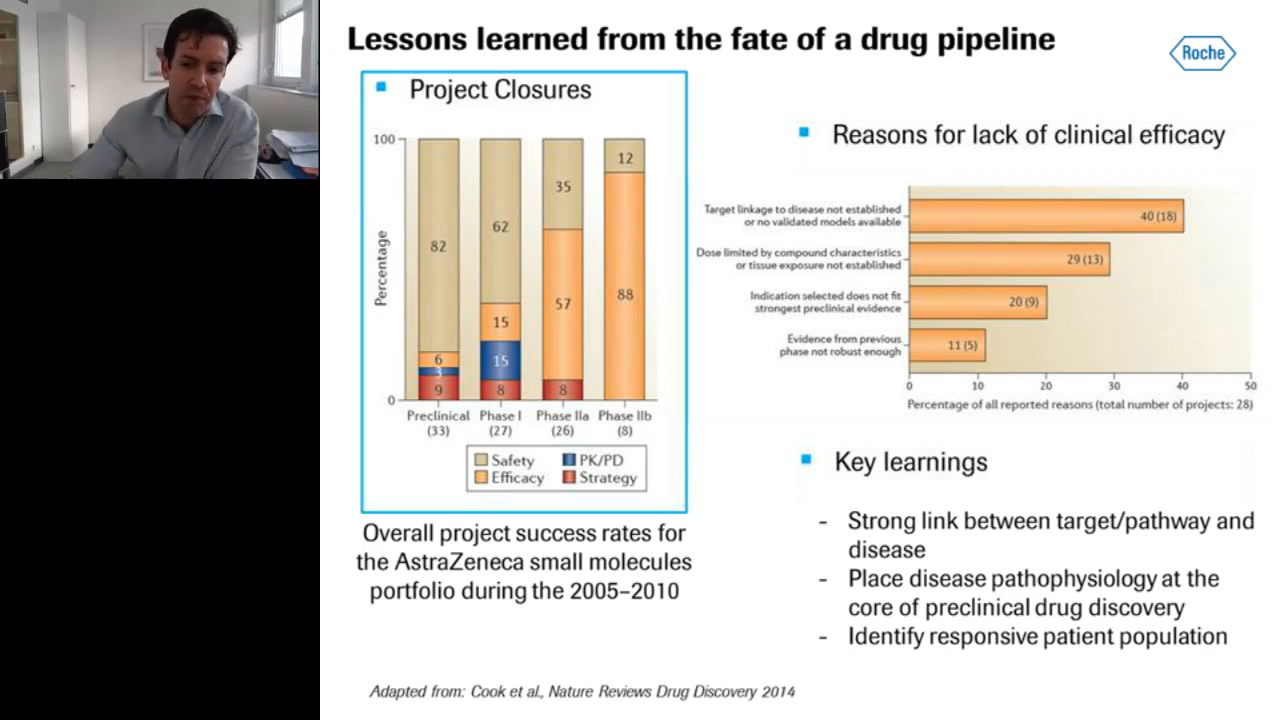 Lessons learned from the fate of a drug pipeline
Roche
Project Closures
100
0
Percentage
82
6
3
9
62
15
15
8
35
57
8
12
88
Preclinical
(33)
Phase I
(27)
Phase IIa
(26)
Phase IIb
(8)
Safety
PK/PD
Efficacy
Strategy
Overall project success rates for
the AstraZeneca small molecules
portfolio during the 2005–2010
Reasons for lack of clinical efficacy
Target linkage to disease not established
or no validated models available
40 (18)
Dose limited by compound characteristics
or tissue exposure not established
29 (13)
Indication selected does not fit
strongest preclinical evidence
20 (9)
Evidence from previous
phase not robust enough
11 (5)
0 10 20 30 40 50
Percentage of all reported reasons (total number of projects: 28)
Key learnings
- Strong link between target/pathway and
disease
- Place disease pathophysiology at the
core of preclinical drug discovery
- Identify responsive patient population
Adapted from: Cook et al., Nature Reviews Drug Discovery 2014